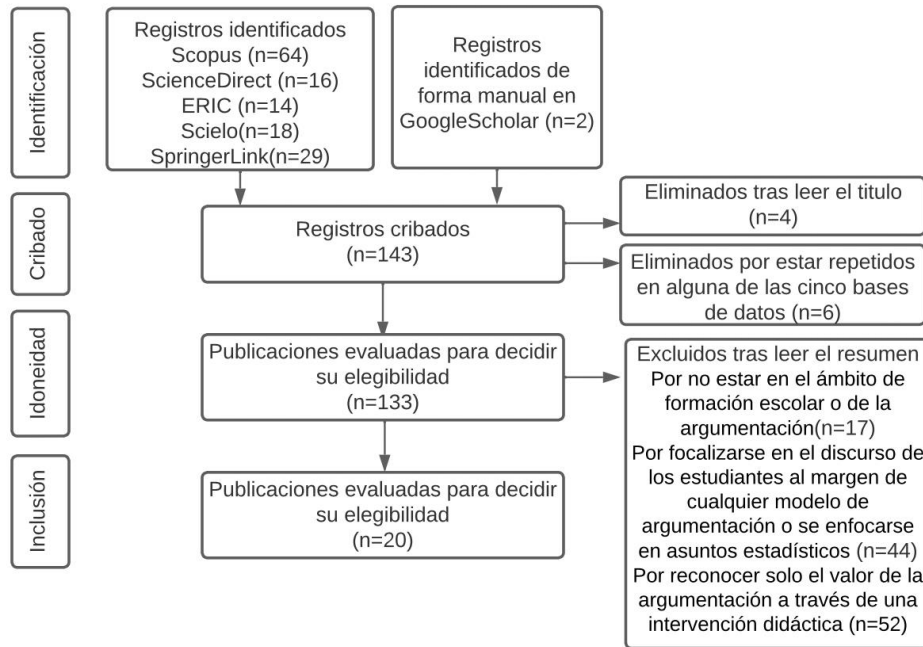 Identificación
Registros identificados
Scopus (n=64)
ScienceDirect (n=16)
ERIC (n=14)
Scielo(n=18)
SpringerLink(n=29)
Registros
identificados de
forma manual en
GoogleScholar (n=2)
Cribado
Registros cribados
(n=143)
Eliminados tras leer el titulo
(n=4)
Eliminados por estar repetidos
en alguna de las cinco bases
de datos (n=6)
Idoneidad
Publicaciones evaluadas para decidir
su elegibilidad
(n=133)
Excluidos tras leer el resumen
Por no estar en el ámbito de
formación escolar o de la
argumentación(n=17)
Por focalizarse en el discurso de
los estudiantes al margen de
cualquier modelo de
argumentación o se enfocarse
en asuntos estadísticos (n=44)
Por reconocer solo el valor de la
argumentación a través de una
intervención didáctica (n=52)
Inclusión
Publicaciones evaluadas para decidir
su elegibilidad
(n=20)